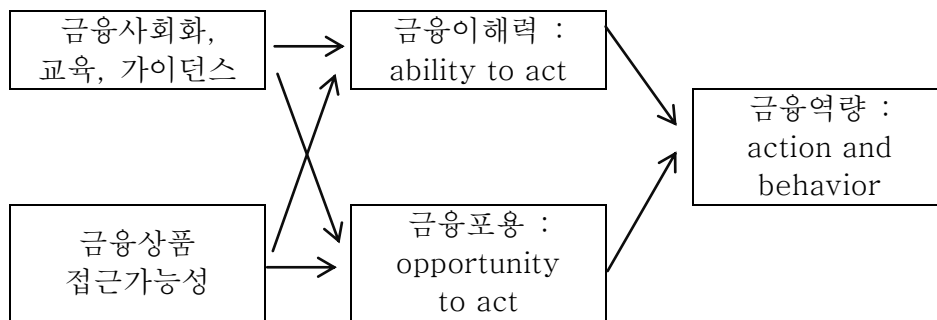 금융사회화,
교육, 가이던스
금융이해력 :
ability to act
금융역량 :
action and
behavior
금융상품
접근가능성
금융포용 :
opportunity
to act